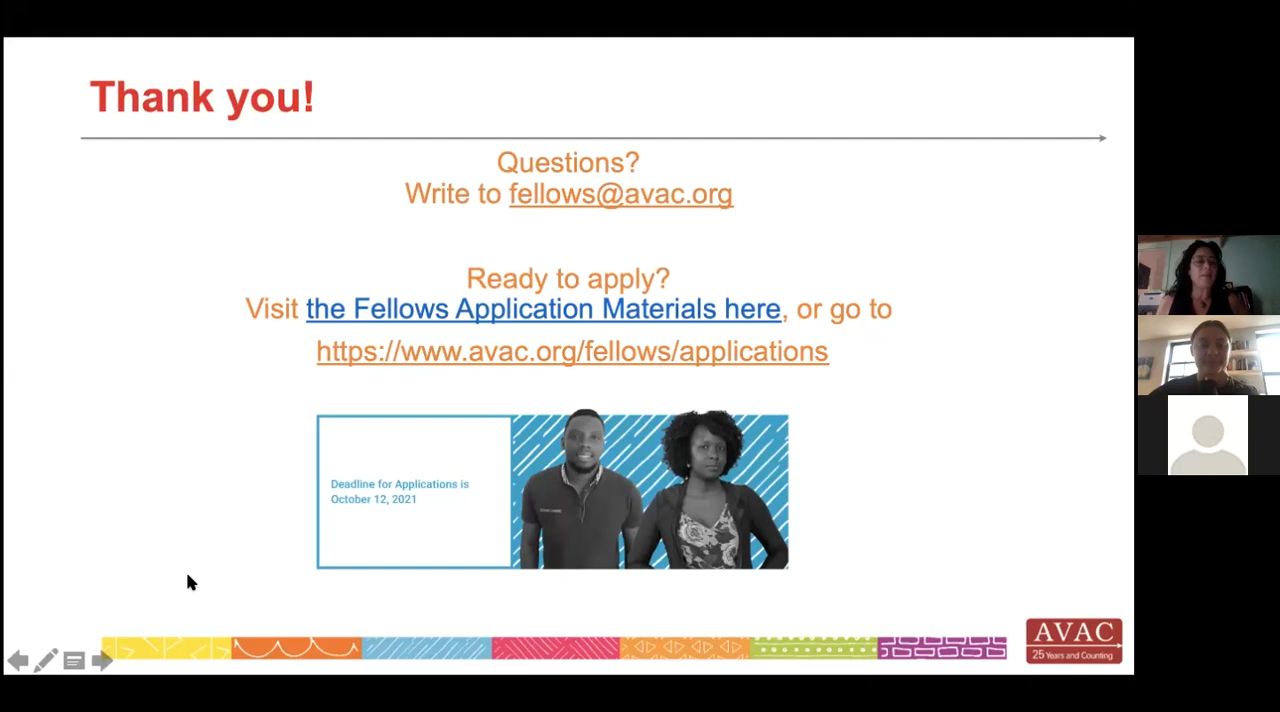 Thank you!
Questions?
Write to fellows@avac.org
Ready to apply?
Visit the Fellows Application Materials here, or go to
https://www.avac.org/fellows/applications
Deadline for Applications is
October 12, 2021
AVAC
25 Years and Counting